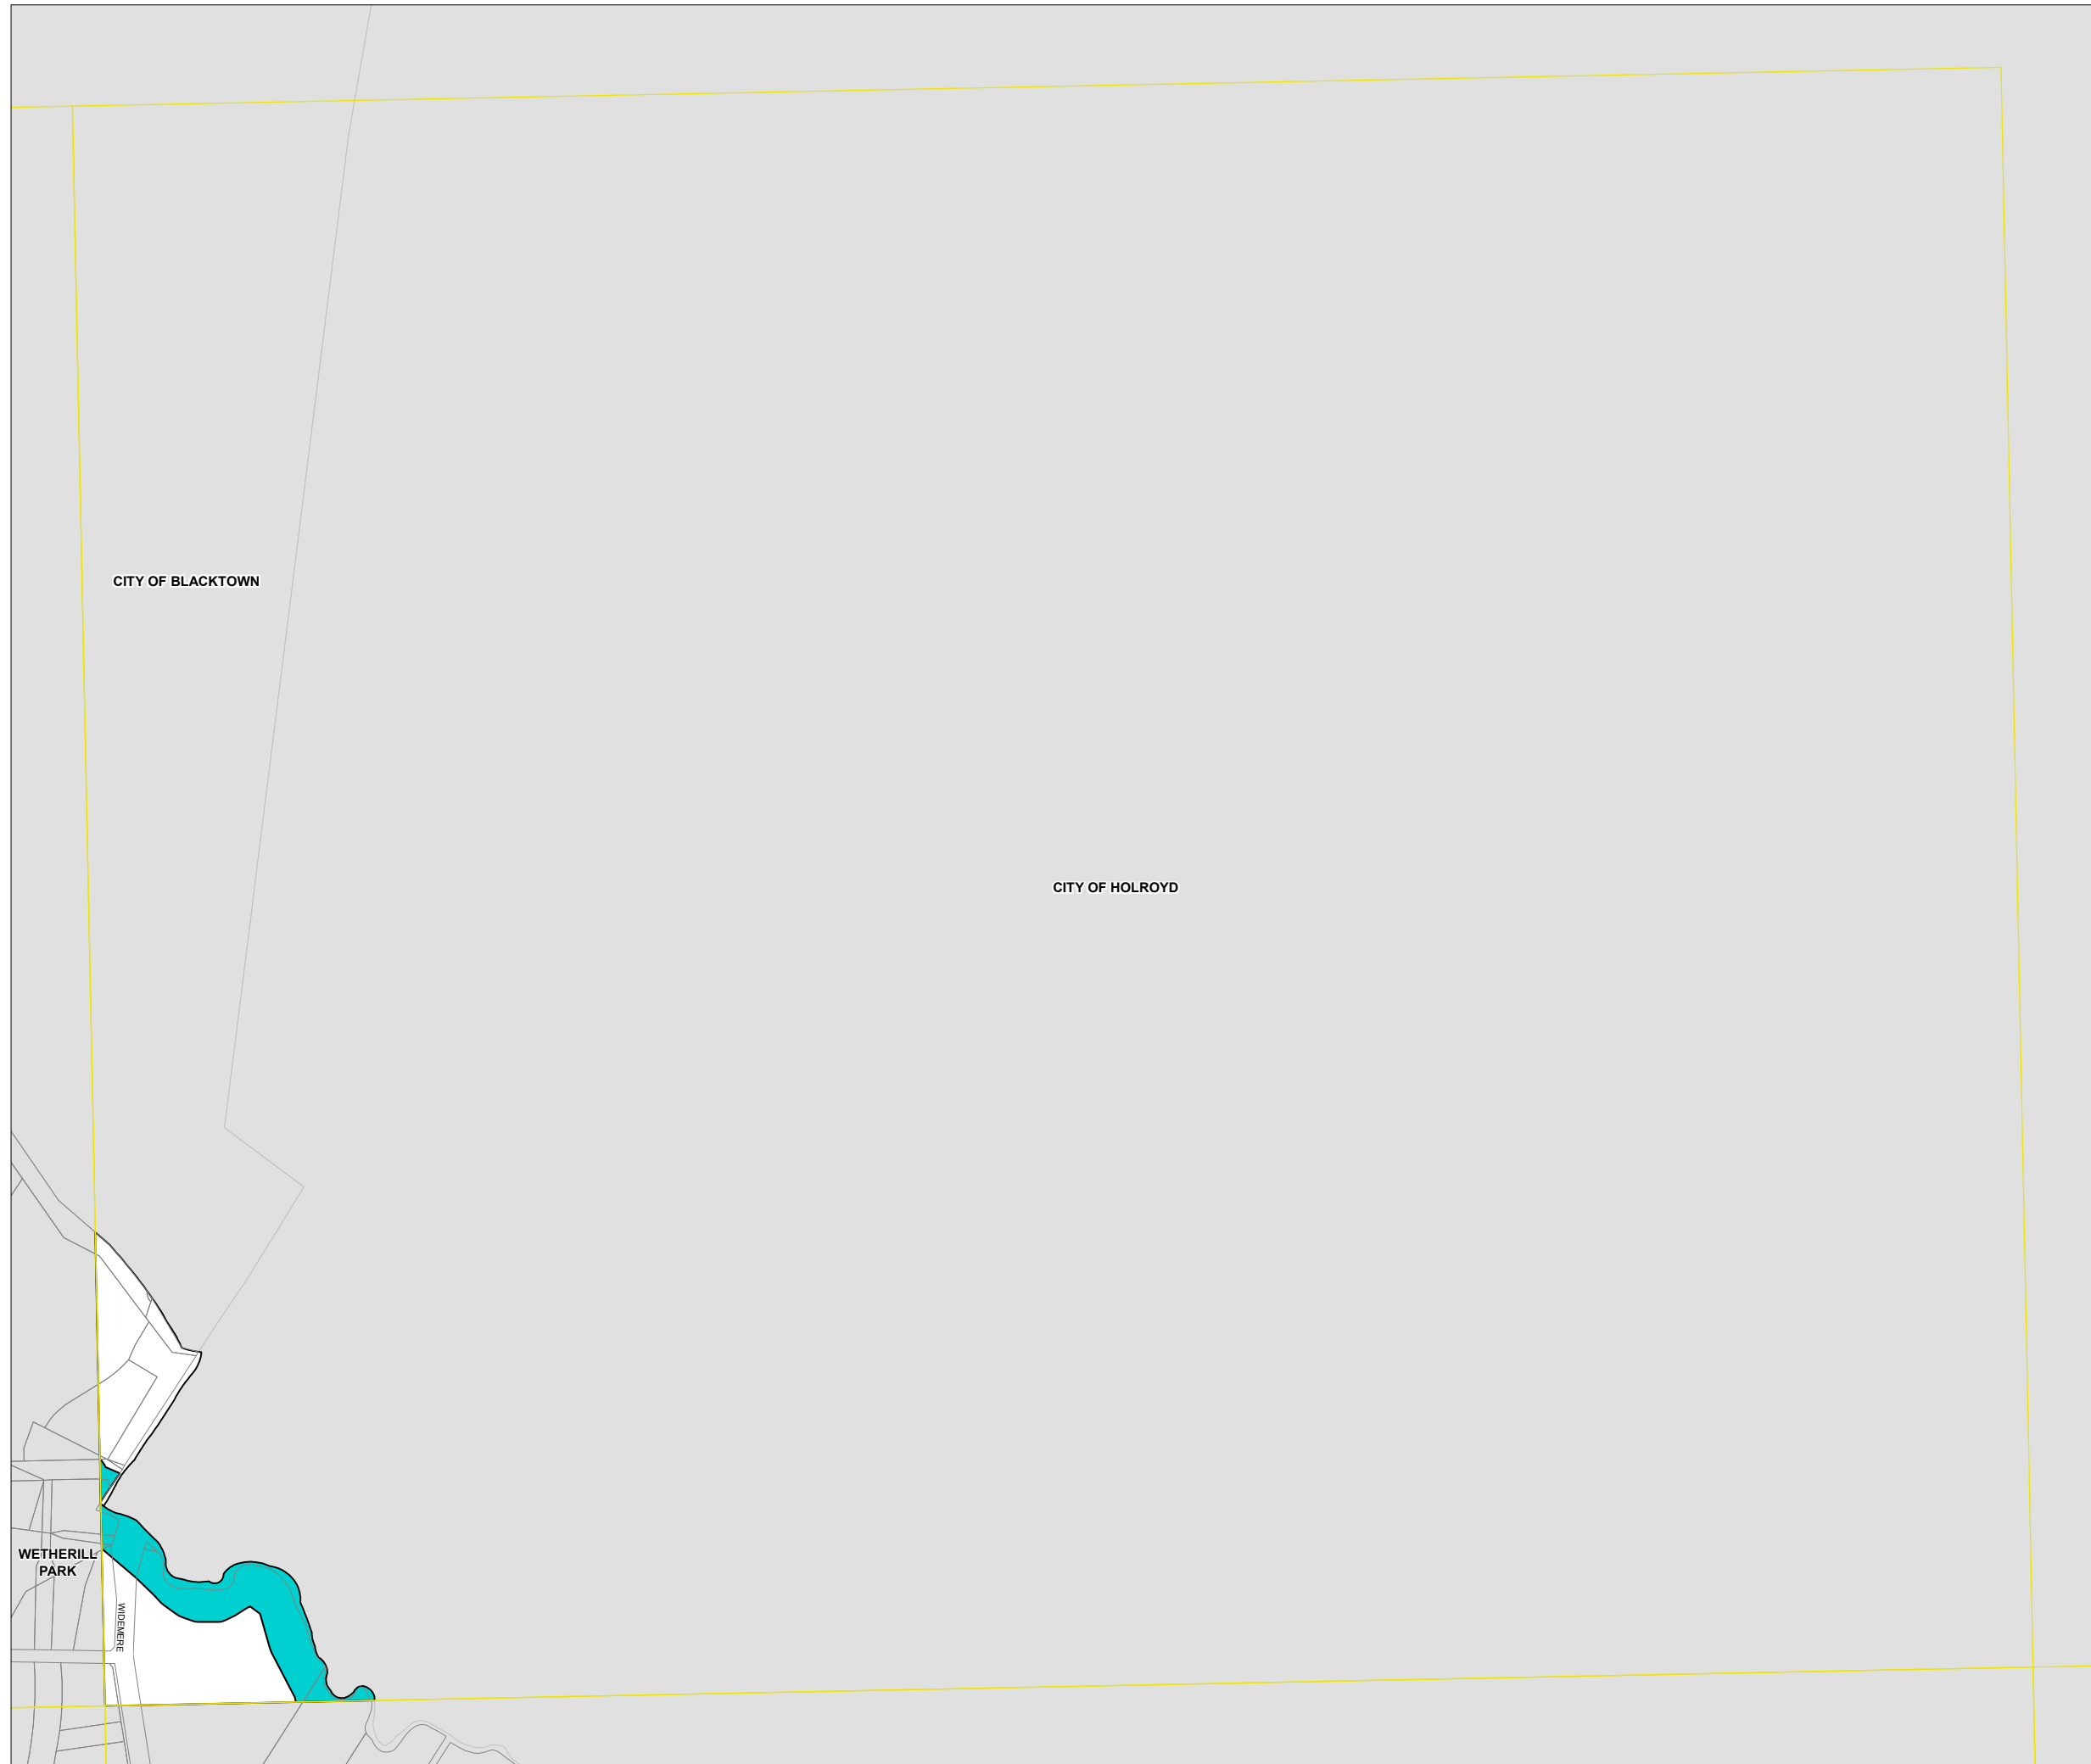 CITY OF BLACKTOWN
CITY OF HOLROYD
WETHERILL
PARK
WIDEMERE